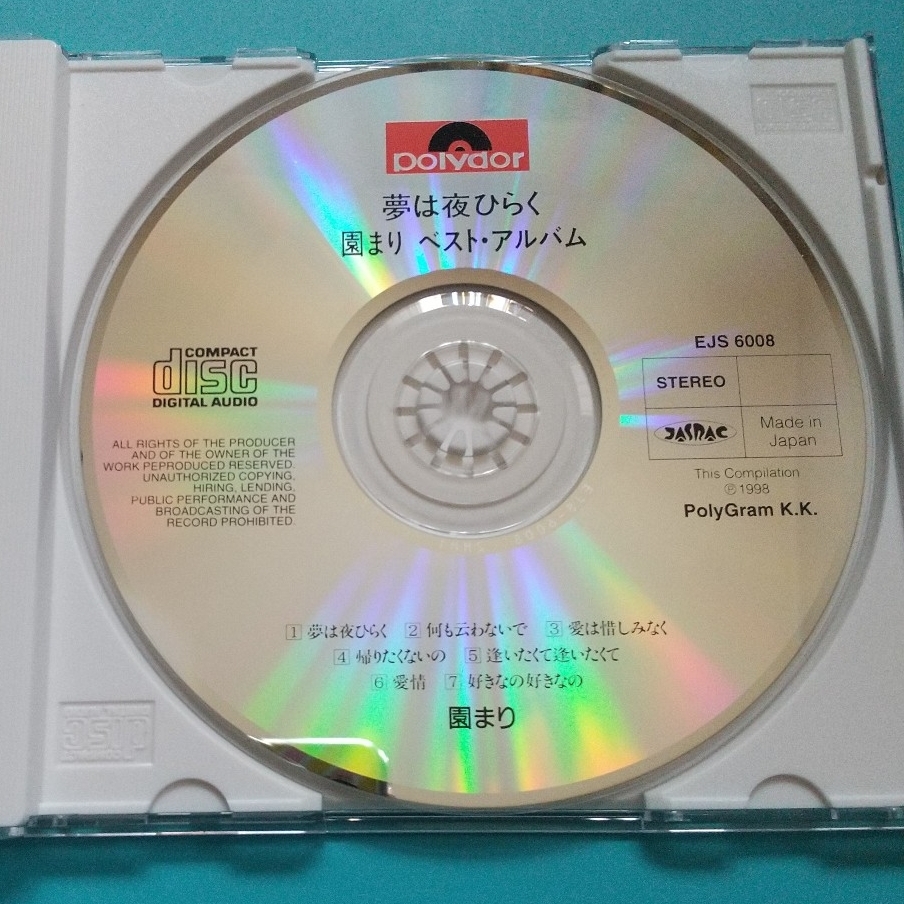 polydor
夢は夜ひらく
園まり ベスト・アルバム
COMPACT
disc
DIGITAL AUDIO
ALL RIGHTS OF THE PRODUCER
AND OF THE OWNER OF THE
WORK PEPRODUCED RESERVED.
UNAUTHORIZED COPYING,
HIRING, LENDING,
PUBLIC PERFORMANCE AND
BROADCASTING OF THE
RECORD PROHIBITED.
EJS 6008
STEREO
JASRAC
Made in
Japan
This Compilation
Ⓟ 1998
PolyGram K.K.
1 夢は夜ひらく 2 何も云わないで 3 愛は惜しみなく
4 帰りたくないの 5 逢いたくて逢いたくて
6 愛情 7 好きなの好きなの
園まり